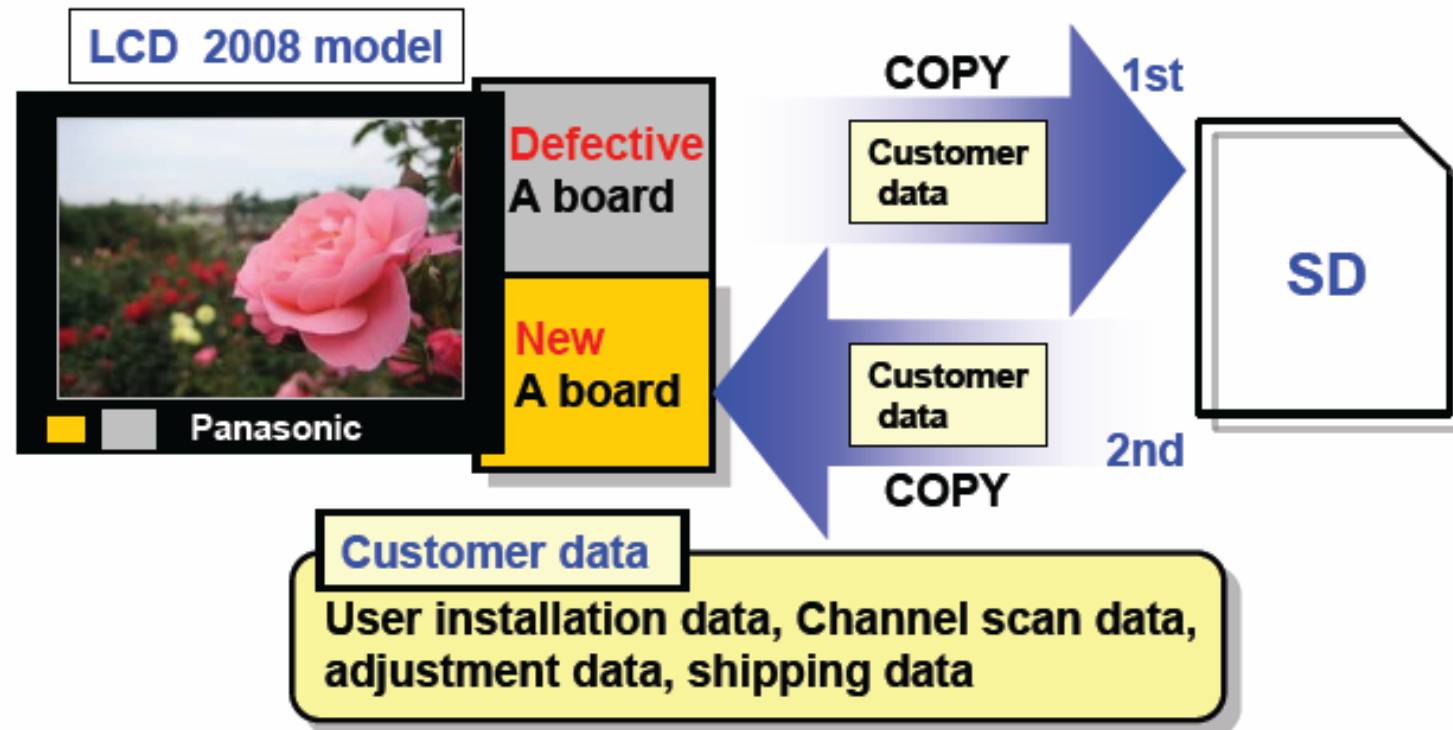 LCD 2008 model
Defective
A board
New
A board
Panasonic
COPY
1st
Customer
data
SD
Customer
data
2nd
COPY
Customer data
User installation data, Channel scan data,
adjustment data, shipping data